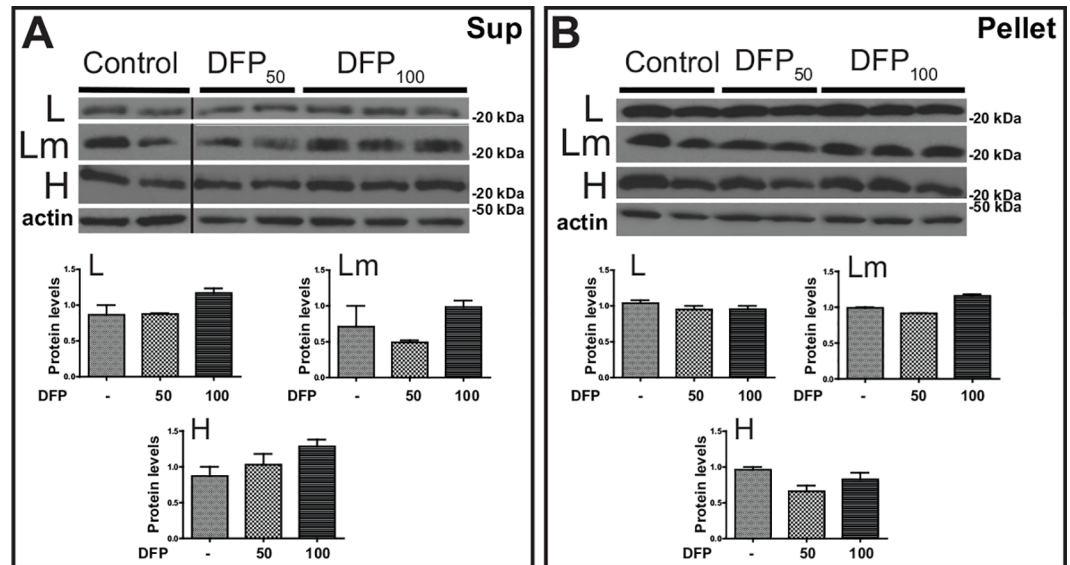 A Sup
Control DFP50 DFP100
L -20 kDa
Lm -20 kDa
H -20 kDa
actin -50 kDa
L
Protein levels
1.5
1.0
0.5
0.0
DFP - 50 100
Lm
Protein levels
1.5
1.0
0.5
0.0
DFP - 50 100
H
Protein levels
1.5
1.0
0.5
0.0
DFP - 50 100
B Pellet
Control DFP50 DFP100
L -20 kDa
Lm -20 kDa
H -20 kDa
actin -50 kDa
L
Protein levels
1.5
1.0
0.5
0.0
DFP - 50 100
Lm
Protein levels
1.5
1.0
0.5
0.0
DFP - 50 100
H
Protein levels
1.5
1.0
0.5
0.0
DFP - 50 100